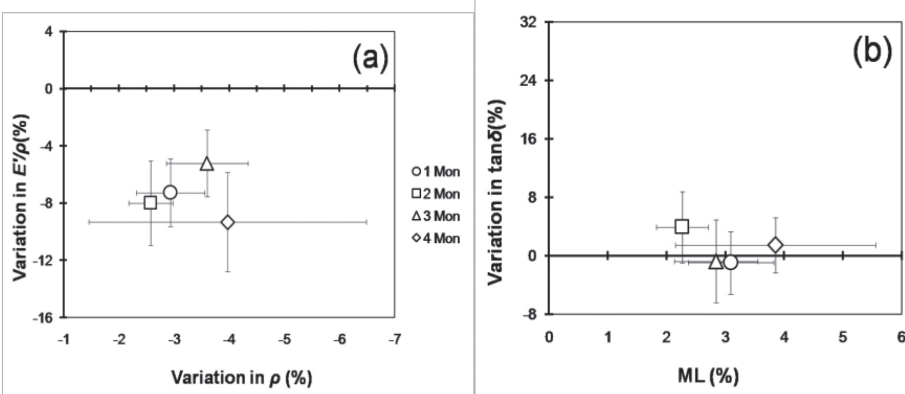 (a)
4
0
-4
-8
-12
-16
-1 -2 -3 -4 -5 -6 -7
Variation in E'/ρ(%)
Variation in ρ (%)
1 Mon
2 Mon
3 Mon
4 Mon
(b)
32
24
16
8
0
-8
0 1 2 3 4 5 6
Variation in tanδ(%)
ML (%)